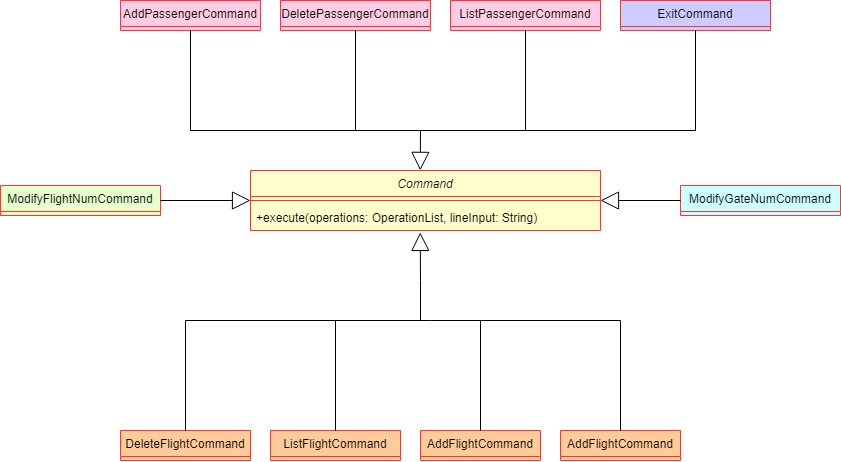 AddPassengerCommand
DeletePassengerCommand
ListPassengerCommand
ExitCommand
Command
ModifyFlightNumCommand
+execute(operations: OperationList, lineInput: String)
ModifyGateNumCommand
DeleteFlightCommand
ListFlightCommand
AddFlightCommand
AddFlightCommand